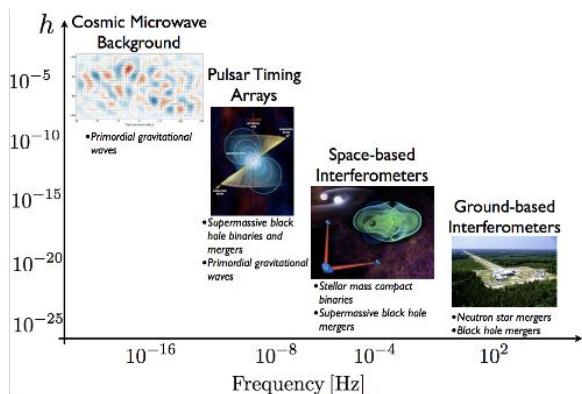 h
Cosmic Microwave
Background
10⁻⁵
Pulsar Timing
Arrays
•Primordial gravitational
waves
10⁻¹⁰
Space-based
Interferometers
10⁻¹⁵
Ground-based
Interferometers
•Supermassive black
hole binaries and
mergers
•Primordial gravitational
waves
10⁻²⁰
•Stellar mass compact
binaries
•Supermassive black hole
mergers
•Neutron star mergers
•Black hole mergers
10⁻²⁵
10⁻¹⁶ 10⁻⁸ 10⁻⁴ 10²
Frequency [Hz]